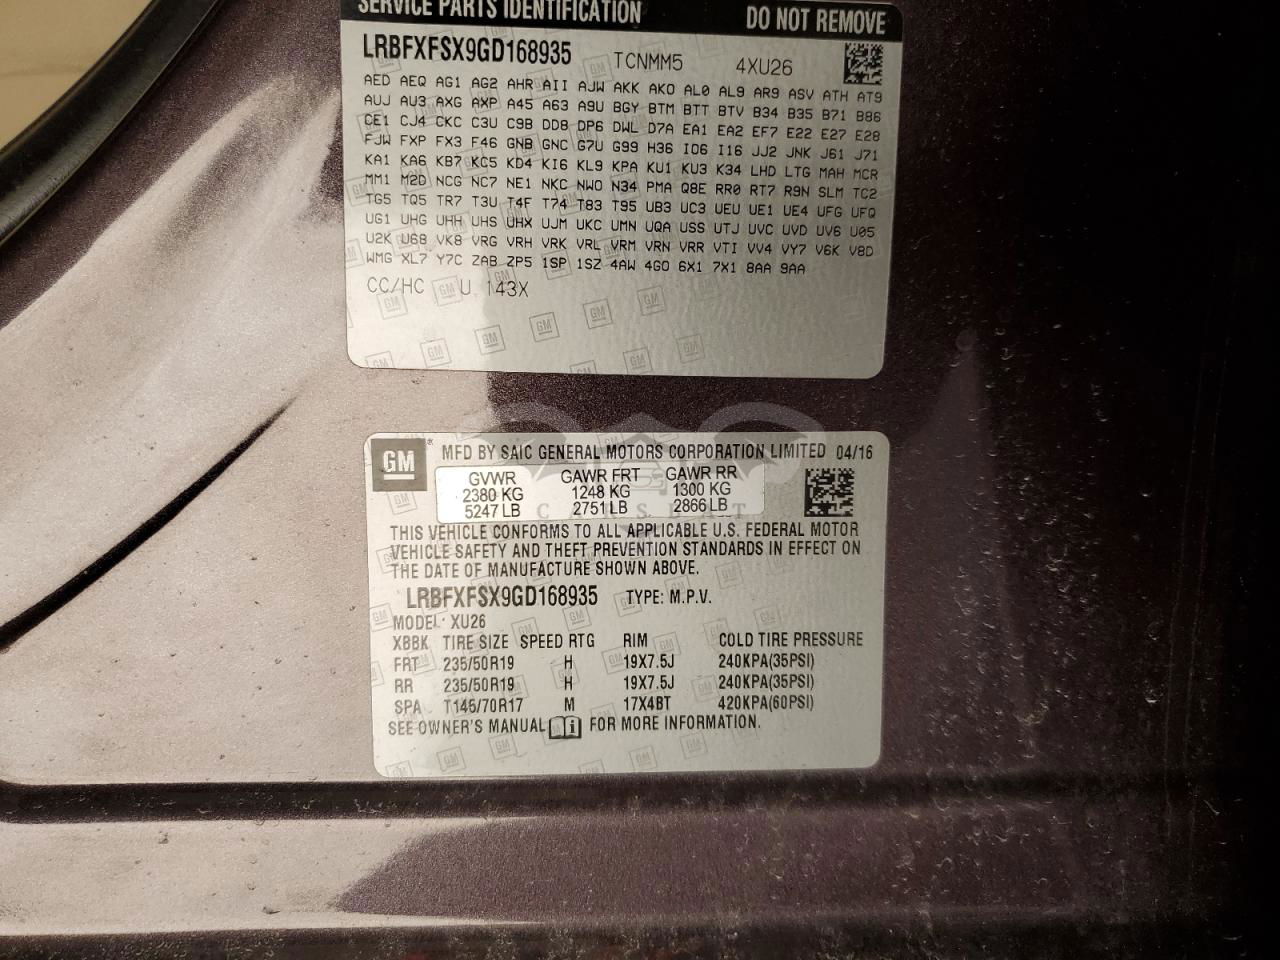 SERVICE PARTS IDENTIFICATION DO NOT REMOVE
LRBFXFSX9GD168935 TCNMM5 4XU26
AED AEQ AG1 AG2 AHR AII AJW AKK AKO AL0 AL9 AR9 ASV ATH AT9
AUJ AU3 AXG AXP A45 A63 A9U BGY BTM BTT BTV B34 B35 B71 B86
CE1 CJ4 CKC C3U C9B DD8 DP6 DWL D7A EA1 EA2 EF7 E22 E27 E28
FJW FXP FX3 F46 GNB GNC G7U G99 H36 I06 I16 JJ2 JNK J61 J71
KA1 KA6 KB7 KC5 KD4 KI6 KL9 KPA KU1 KU3 K34 LHD LTG MAH MCR
MM1 M2D NCG NC7 NE1 NKC NWO N34 PMA Q8E RR0 RT7 R9N SLM TC2
TG5 TQ5 TR7 T3U T4F T74 T83 T95 UB3 UC3 UEU UE1 UE4 UFG UFQ
UG1 UHG UHH UHS UHX UJM UKC UMN UQA USS UTJ UVC UVD UV6 U05
U2K U68 VK8 VRG VRH VRK VRL VRM VRN VRR VTI VV4 VY7 V6K V8D
WMG XL7 Y7C ZAB ZP5 1SP 1SZ 4AW 4GO 6X1 7X1 8AA 9AA
CC/HC U 143X
GM ® MFD BY SAIC GENERAL MOTORS CORPORATION LIMITED 04/16
GVWR GAWR FRT GAWR RR
2380 KG 1248 KG 1300 KG
5247 LB 2751 LB 2866 LB
CARSEAT
THIS VEHICLE CONFORMS TO ALL APPLICABLE U.S. FEDERAL MOTOR
VEHICLE SAFETY AND THEFT PREVENTION STANDARDS IN EFFECT ON
THE DATE OF MANUFACTURE SHOWN ABOVE.
LRBFXFSX9GD168935 TYPE: M.P.V.
MODEL: XU26
XBBK TIRE SIZE SPEED RTG RIM COLD TIRE PRESSURE
FRT 235/50R19 H 19X7.5J 240KPA(35PSI)
RR 235/50R19 H 19X7.5J 240KPA(35PSI)
SPA T145/70R17 M 17X4BT 420KPA(60PSI)
SEE OWNER'S MANUAL FOR MORE INFORMATION.